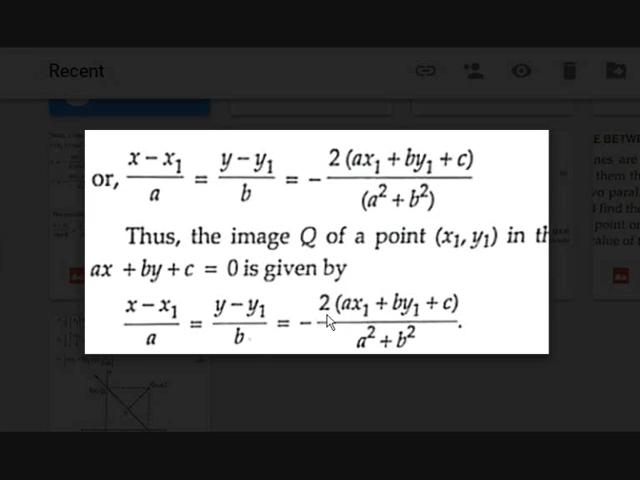 Recent
E BETW
or, x − x₁ / a = y − y₁ / b = − 2 (ax₁ + by₁ + c) / (a² + b²)
Thus, the image Q of a point (x₁, y₁) in th
ax + by + c = 0 is given by
x − x₁ / a = y − y₁ / b = − 2 (ax₁ + by₁ + c) / a² + b² .